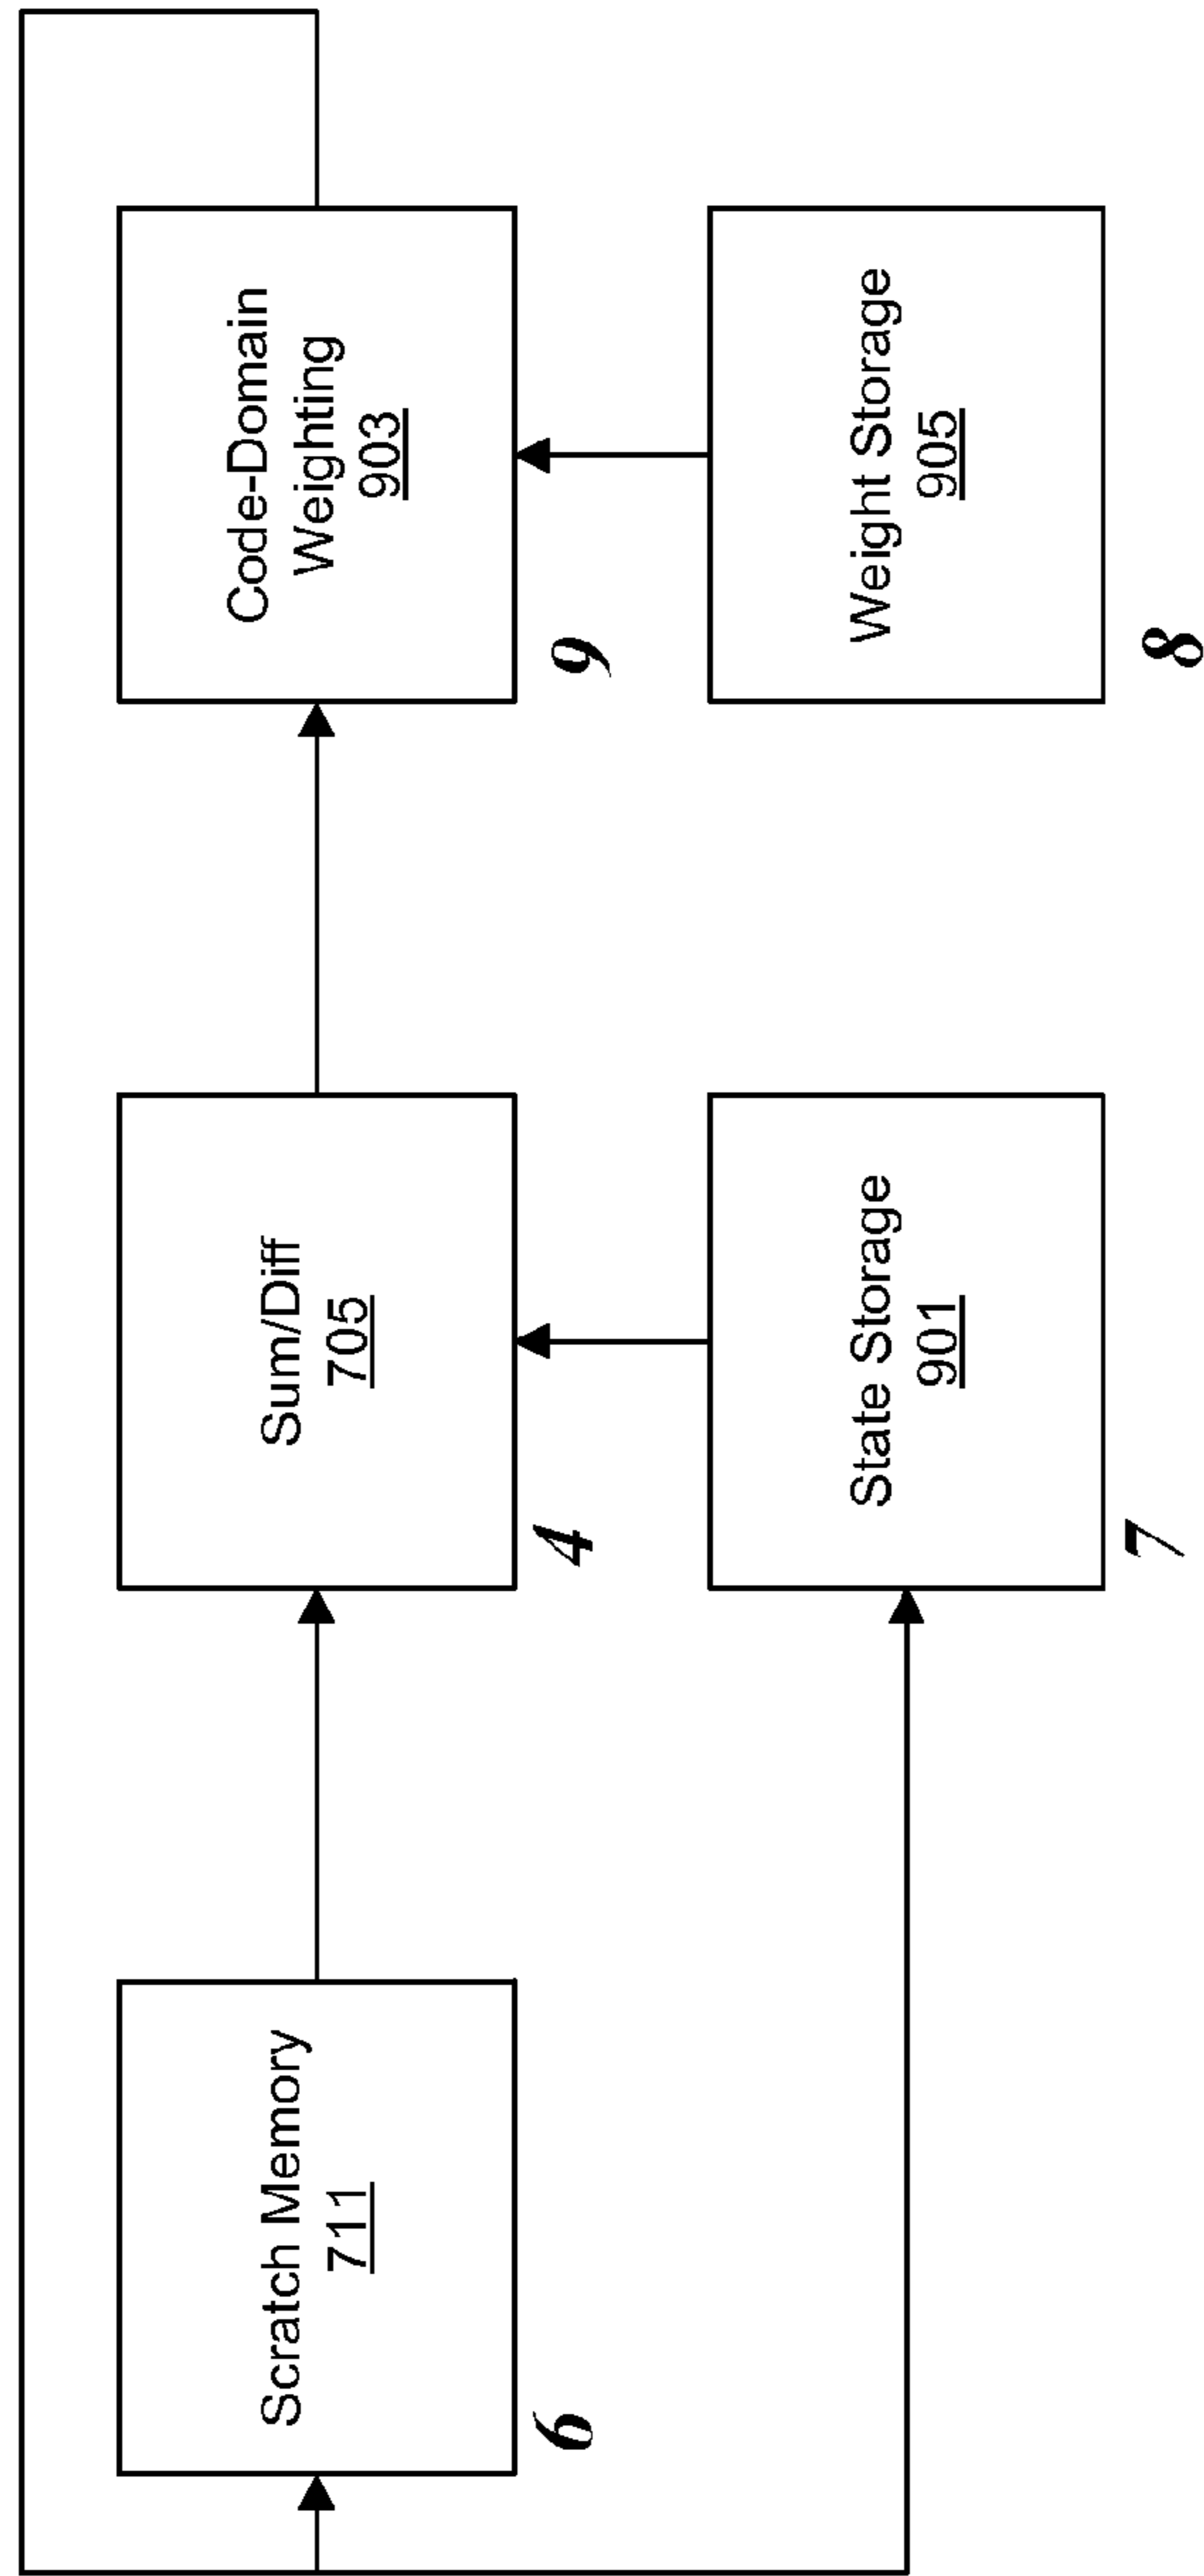 Scratch Memory
711
6
Sum/Diff
705
4
Code-Domain
Weighting
903
9
State Storage
901
7
Weight Storage
905
8